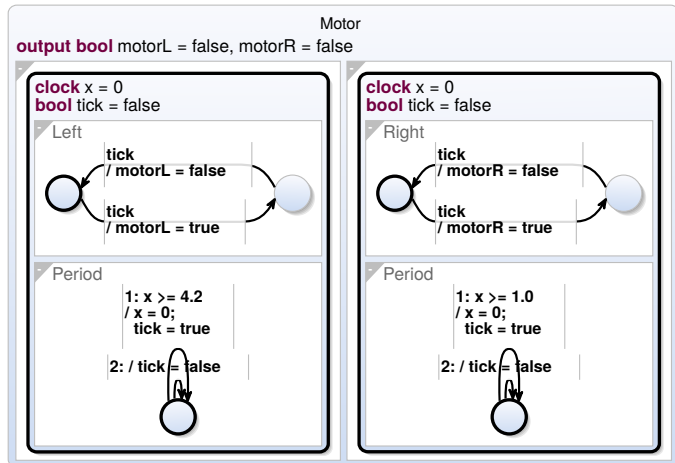 Motor
output bool motorL = false, motorR = false
clock x = 0
bool tick = false
Left
tick
/ motorL = false
tick
/ motorL = true
Period
1: x >= 4.2
/ x = 0;
tick = true
2: / tick = false
clock x = 0
bool tick = false
Right
tick
/ motorR = false
tick
/ motorR = true
Period
1: x >= 1.0
/ x = 0;
tick = true
2: / tick = false